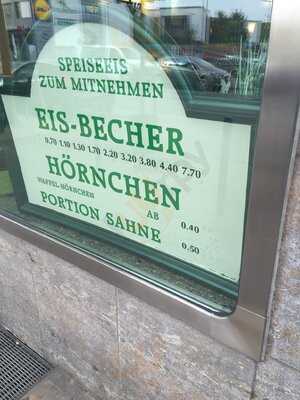 SPEISEEIS
ZUM MITNEHMEN
EIS-BECHER
0.70 1.10 1.30 1.70 2.20 3.20 3.80 4.40 7.70
HÖRNCHEN
WAFFEL-HÖRNCHEN AB 0.40
PORTION SAHNE 0.50